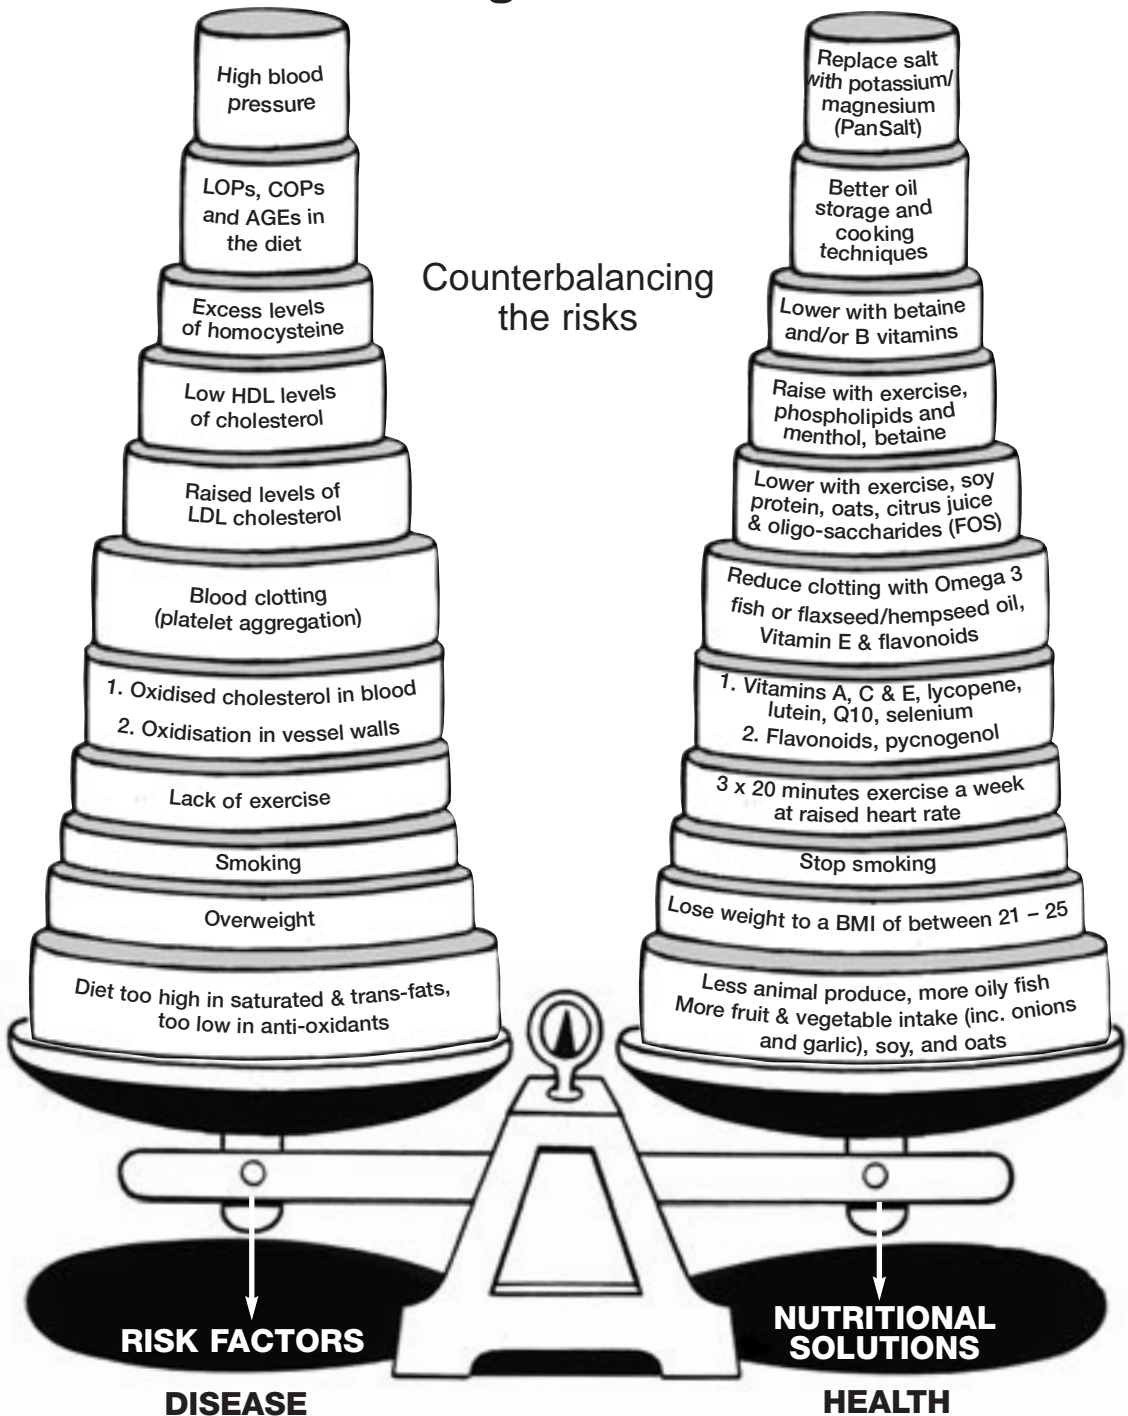 High blood
pressure
LOPs, COPs
and AGEs in
the diet
Excess levels
of homocysteine
Low HDL levels
of cholesterol
Raised levels of
LDL cholesterol
Blood clotting
(platelet aggregation)
1. Oxidised cholesterol in blood
2. Oxidisation in vessel walls
Lack of exercise
Smoking
Overweight
Diet too high in saturated & trans-fats,
too low in anti-oxidants
Counterbalancing
the risks
Replace salt
with potassium/
magnesium
(PanSalt)
Better oil
storage and
cooking
techniques
Lower with betaine
and/or B vitamins
Raise with exercise,
phospholipids and
menthol, betaine
Lower with exercise, soy
protein, oats, citrus juice
& oligo-saccharides (FOS)
Reduce clotting with Omega 3
fish or flaxseed/hempseed oil,
Vitamin E & flavonoids
1. Vitamins A, C & E, lycopene,
lutein, Q10, selenium
2. Flavonoids, pycnogenol
3 x 20 minutes exercise a week
at raised heart rate
Stop smoking
Lose weight to a BMI of between 21 – 25
Less animal produce, more oily fish
More fruit & vegetable intake (inc. onions
and garlic), soy, and oats
RISK FACTORS
DISEASE
NUTRITIONAL
SOLUTIONS
HEALTH